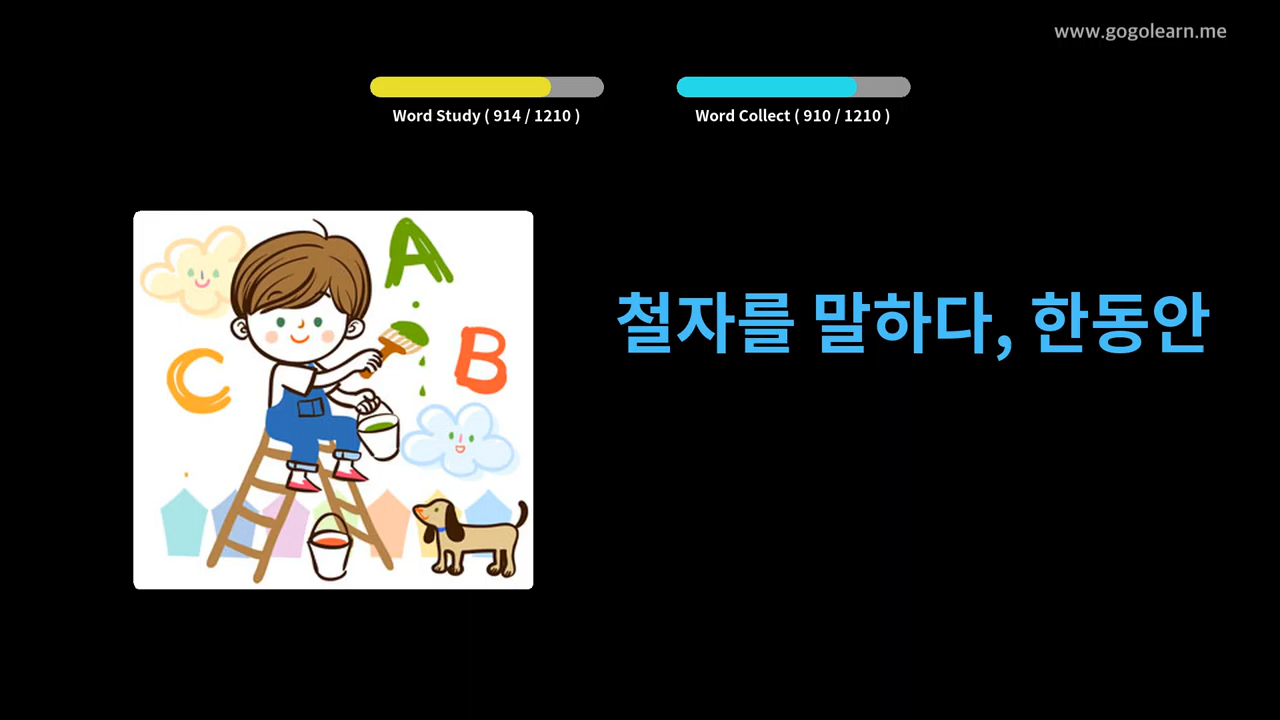 www.gogolearn.me
Word Study ( 914 / 1210 )
Word Collect ( 910 / 1210 )
A
B
C
철자를 말하다, 한동안